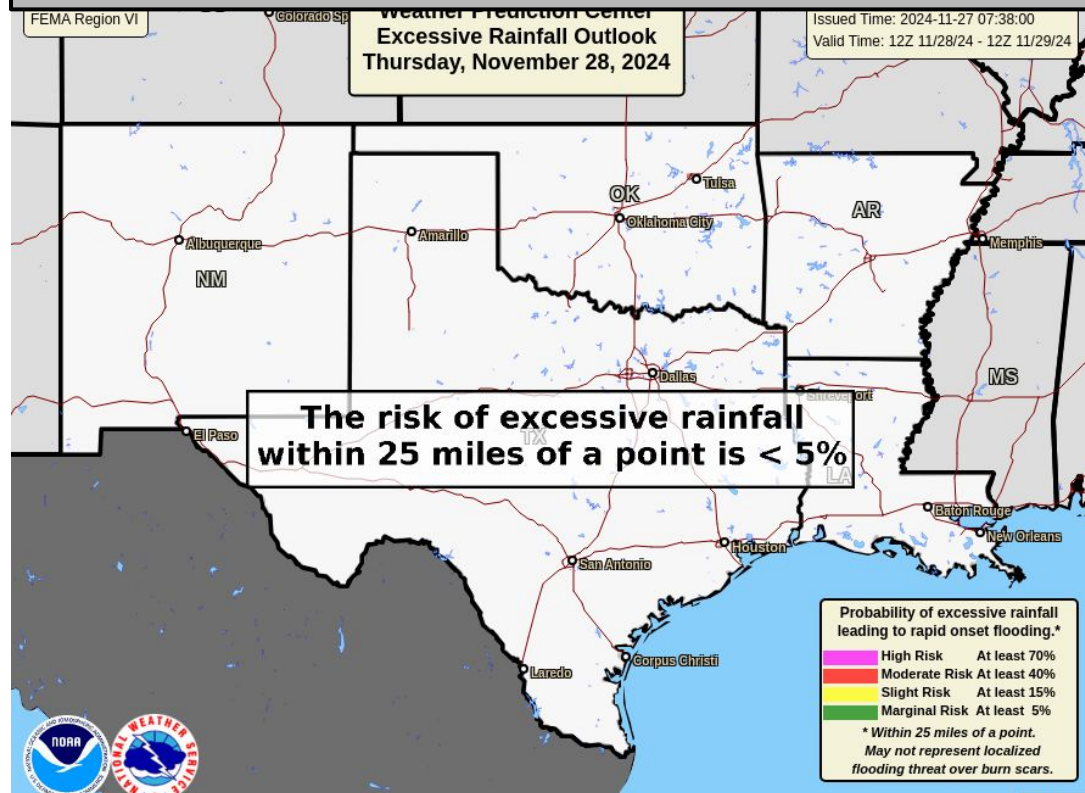 FEMA Region VI
Weather Prediction Center
Excessive Rainfall Outlook
Thursday, November 28, 2024
Issued Time: 2024-11-27 07:38:00
Valid Time: 12Z 11/28/24 - 12Z 11/29/24
Colorado Sp
Tulsa
OK
Oklahoma City
AR
Albuquerque
Amarillo
Memphis
NM
Dallas
MS
Shreveport
The risk of excessive rainfall
within 25 miles of a point is < 5%
El Paso
TX
LA
Baton Rouge
New Orleans
Houston
San Antonio
Corpus Christi
Laredo
Probability of excessive rainfall
leading to rapid onset flooding.*
High Risk At least 70%
Moderate Risk At least 40%
Slight Risk At least 15%
Marginal Risk At least 5%
* Within 25 miles of a point.
May not represent localized
flooding threat over burn scars.
NOAA
NATIONAL WEATHER SERVICE